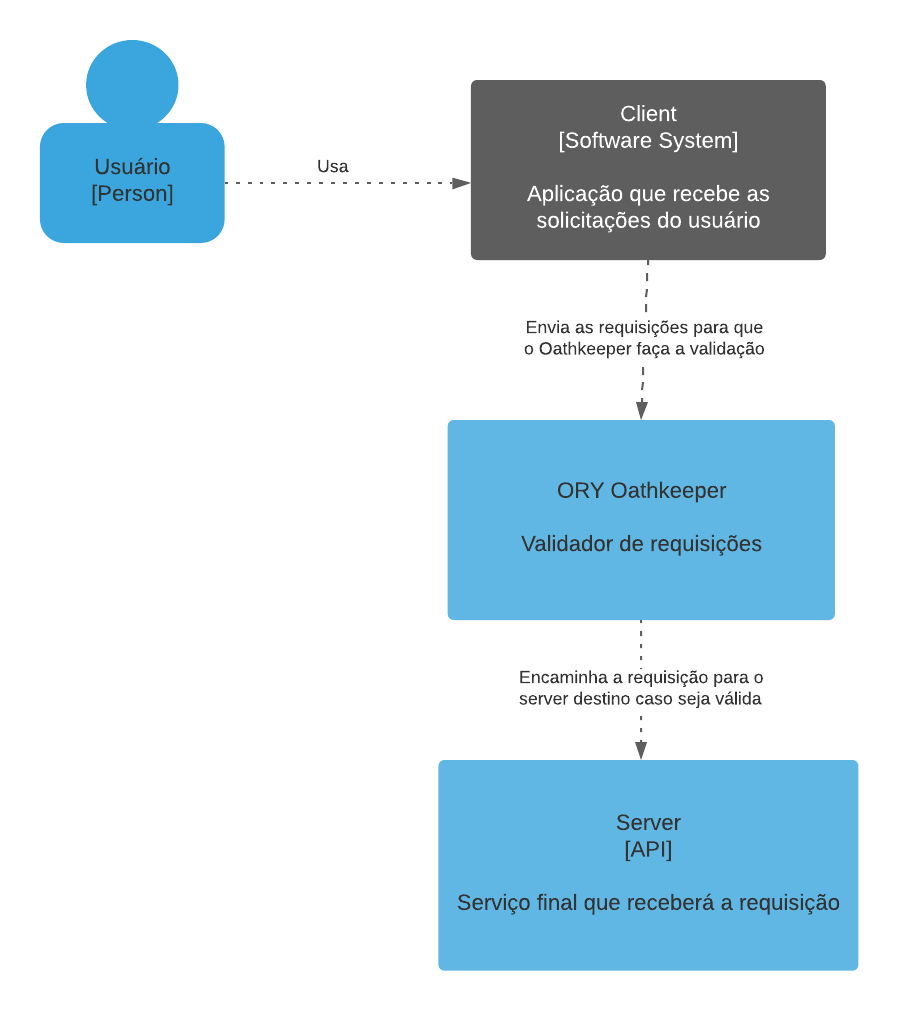 Usuário
[Person]
Usa
Client
[Software System]
Aplicação que recebe as
solicitações do usuário
Envia as requisições para que
o Oathkeeper faça a validação
ORY Oathkeeper
Validador de requisições
Encaminha a requisição para o
server destino caso seja válida
Server
[API]
Serviço final que receberá a requisição